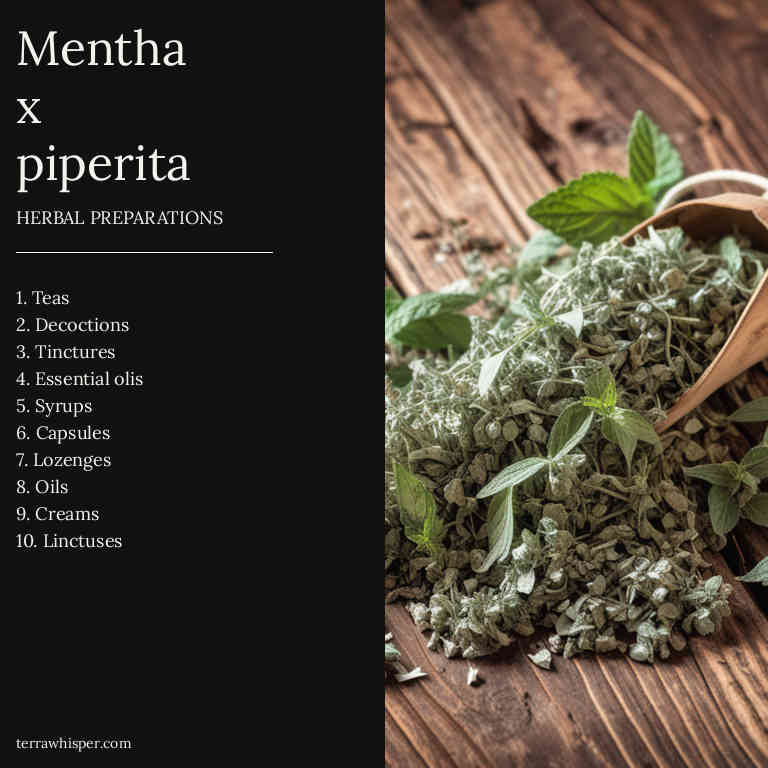 Mentha
x
piperita
HERBAL PREPARATIONS
1. Teas
2. Decoctions
3. Tinctures
4. Essential olis
5. Syrups
6. Capsules
7. Lozenges
8. Oils
9. Creams
10. Linctuses
terrawhisper.com